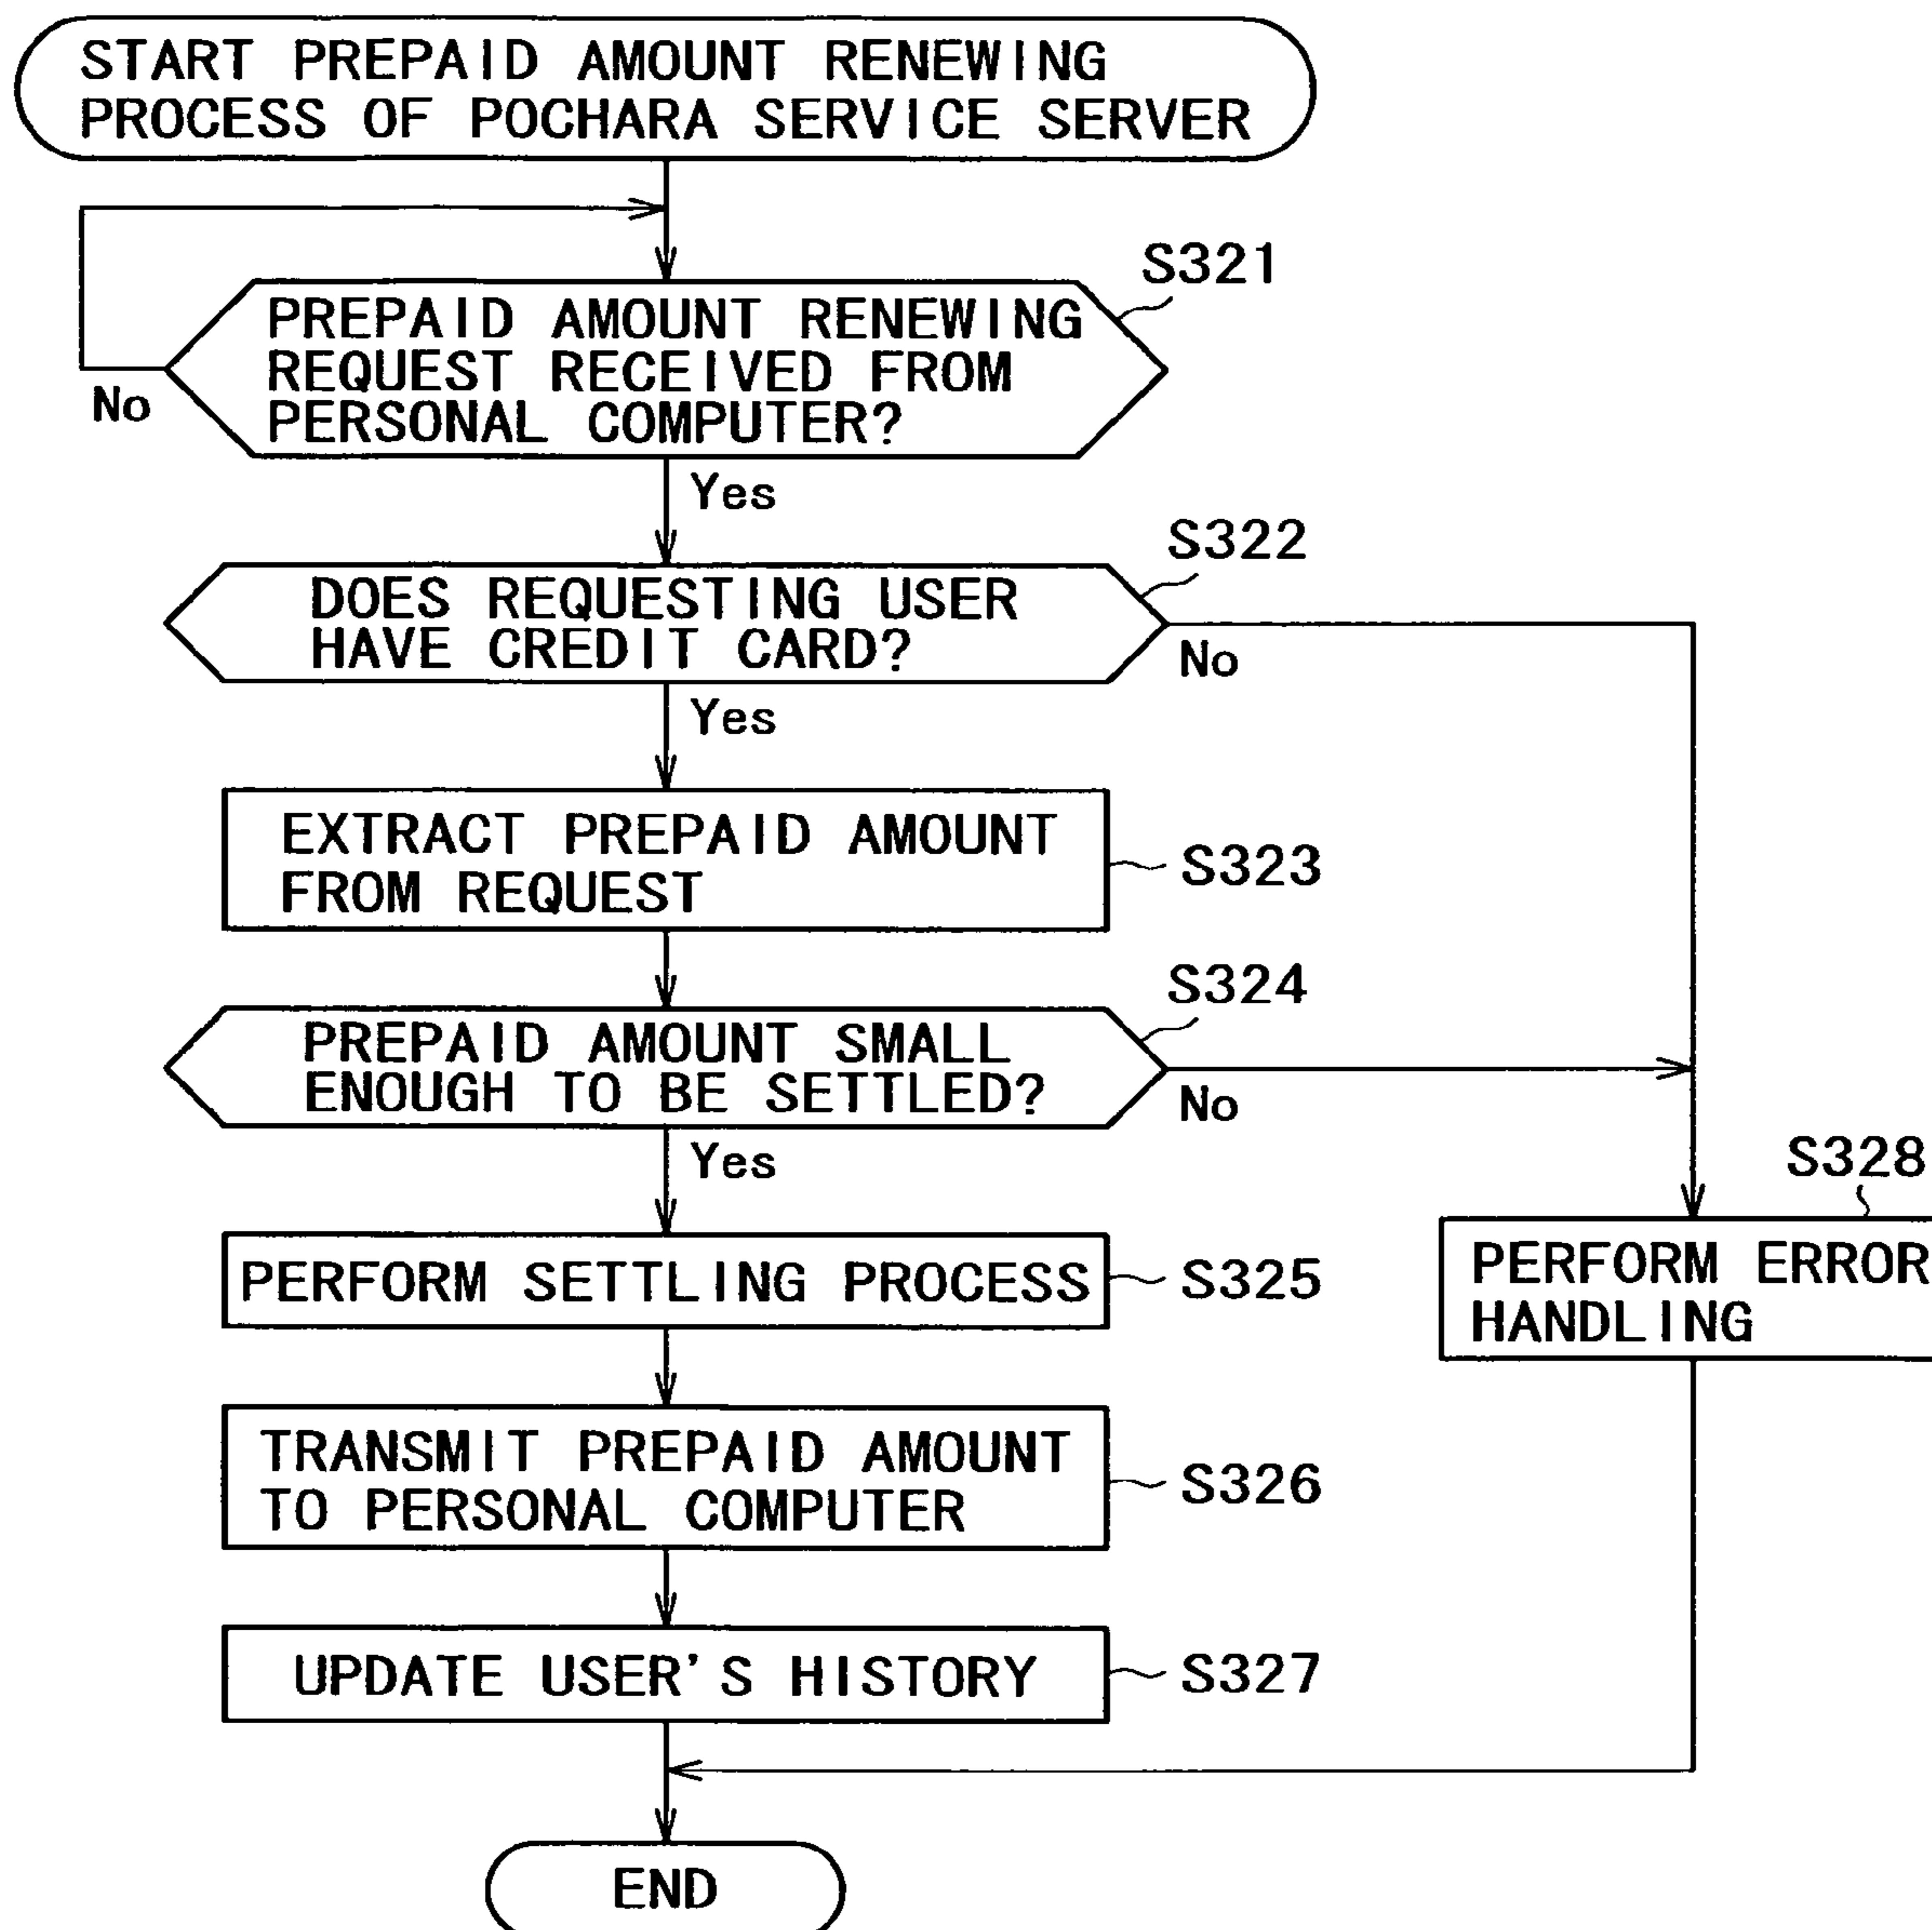 START PREPAID AMOUNT RENEWING
PROCESS OF POCHARA SERVICE SERVER
S321
PREPAID AMOUNT RENEWING
REQUEST RECEIVED FROM
PERSONAL COMPUTER?
No
Yes
S322
DOES REQUESTING USER
HAVE CREDIT CARD?
No
Yes
EXTRACT PREPAID AMOUNT
FROM REQUEST
S323
S324
PREPAID AMOUNT SMALL
ENOUGH TO BE SETTLED?
No
Yes
S328
PERFORM ERROR
HANDLING
PERFORM SETTLING PROCESS
S325
TRANSMIT PREPAID AMOUNT
TO PERSONAL COMPUTER
S326
UPDATE USER'S HISTORY
S327
END